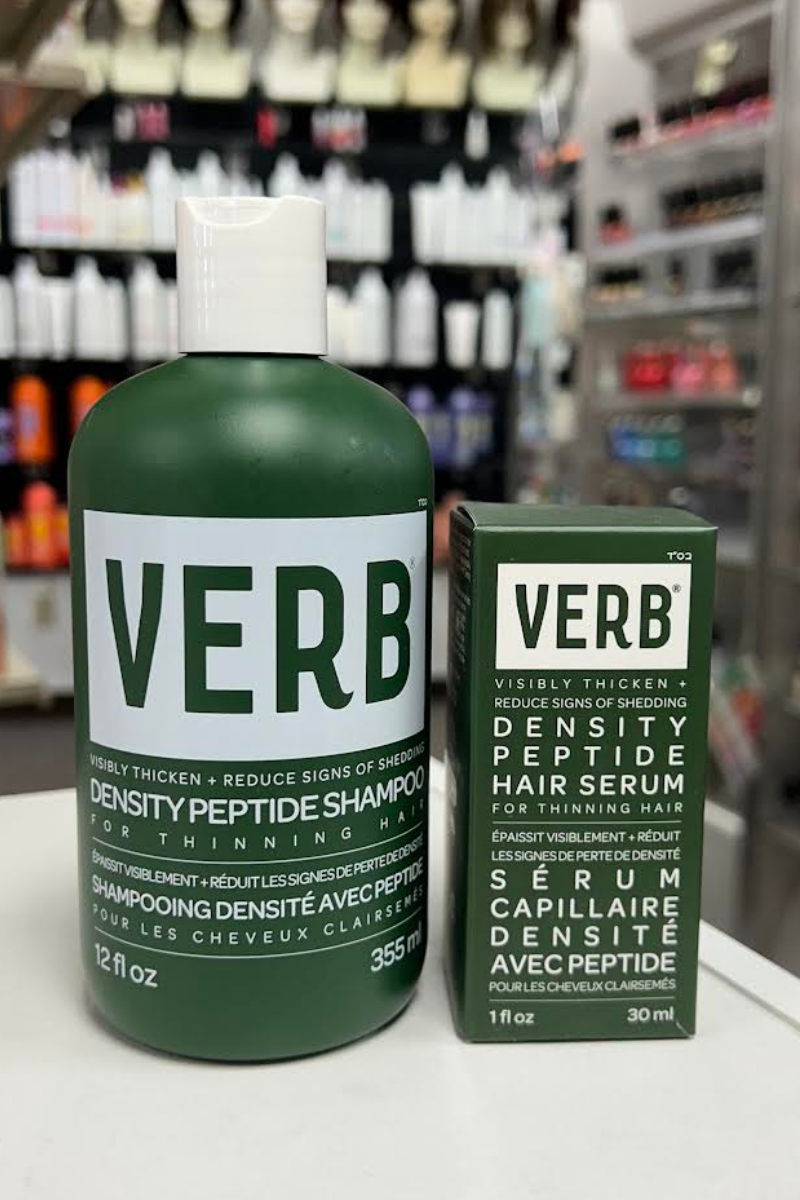 VERB®
VISIBLY THICKEN + REDUCE SIGNS OF SHEDDING
DENSITY PEPTIDE SHAMPOO
FOR THINNING HAIR
ÉPAISSIT VISIBLEMENT + RÉDUIT LES SIGNES DE PERTE DE DENSITÉ
SHAMPOOING DENSITÉ AVEC PEPTIDE
POUR LES CHEVEUX CLAIRSEMÉS
12 fl oz 355 ml
בס"ד
VERB®
VISIBLY THICKEN +
REDUCE SIGNS OF SHEDDING
DENSITY
PEPTIDE
HAIR SERUM
FOR THINNING HAIR
ÉPAISSIT VISIBLEMENT + RÉDUIT
LES SIGNES DE PERTE DE DENSITÉ
SÉRUM
CAPILLAIRE
DENSITÉ
AVEC PEPTIDE
POUR LES CHEVEUX CLAIRSEMÉS
1 fl oz 30 ml